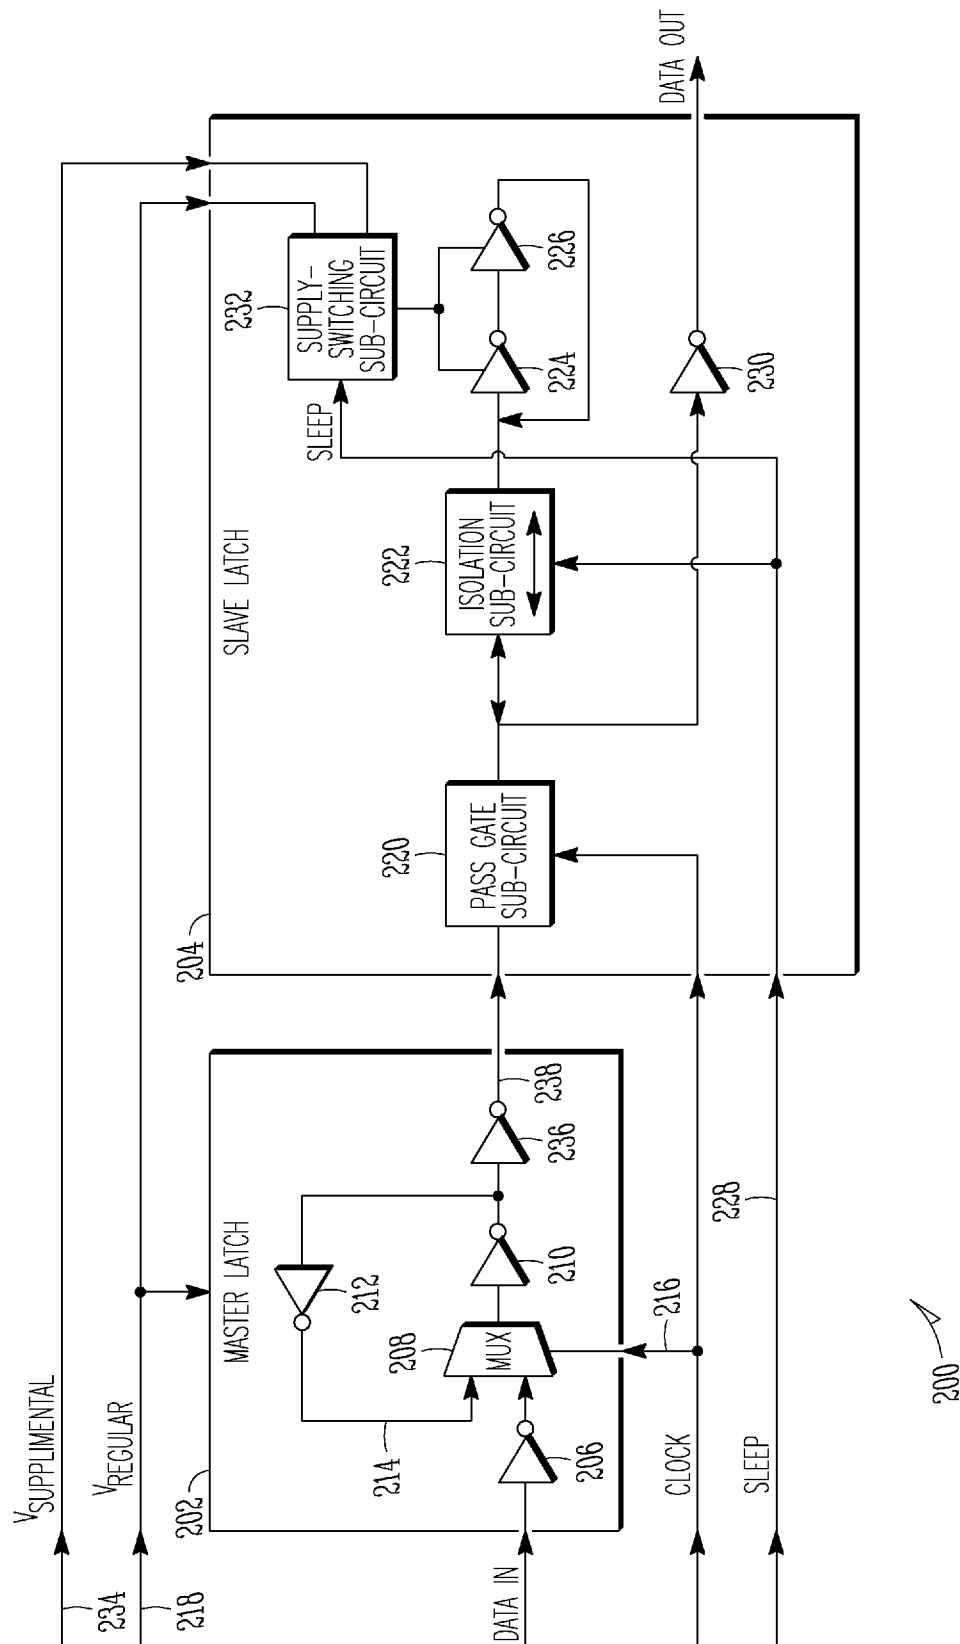 VSUPPLIMENTAL
234
VREGULAR
218
202
MASTER LATCH
212
214
208
MUX
210
236
238
206
DATA IN
216
CLOCK
SLEEP
228
204
SLAVE LATCH
220
PASS GATE
SUB-CIRCUIT
222
ISOLATION
SUB-CIRCUIT
SLEEP
232
SUPPLY-
SWITCHING
SUB-CIRCUIT
224
226
230
DATA OUT
200